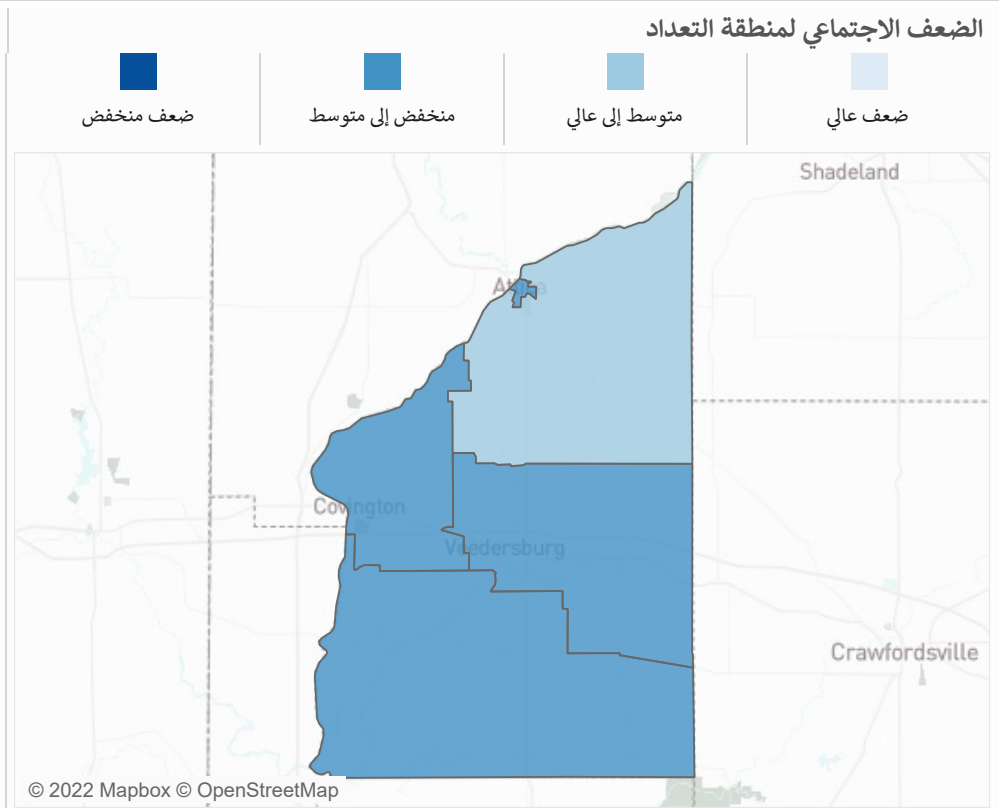 الضعف الاجتماعي لمنطقة التعداد
ضعف عالي
متوسط إلى عالي
منخفض إلى متوسط
ضعف منخفض
Shadeland
Covington
Veedersburg
Crawfordsville
© 2022 Mapbox © OpenStreetMap